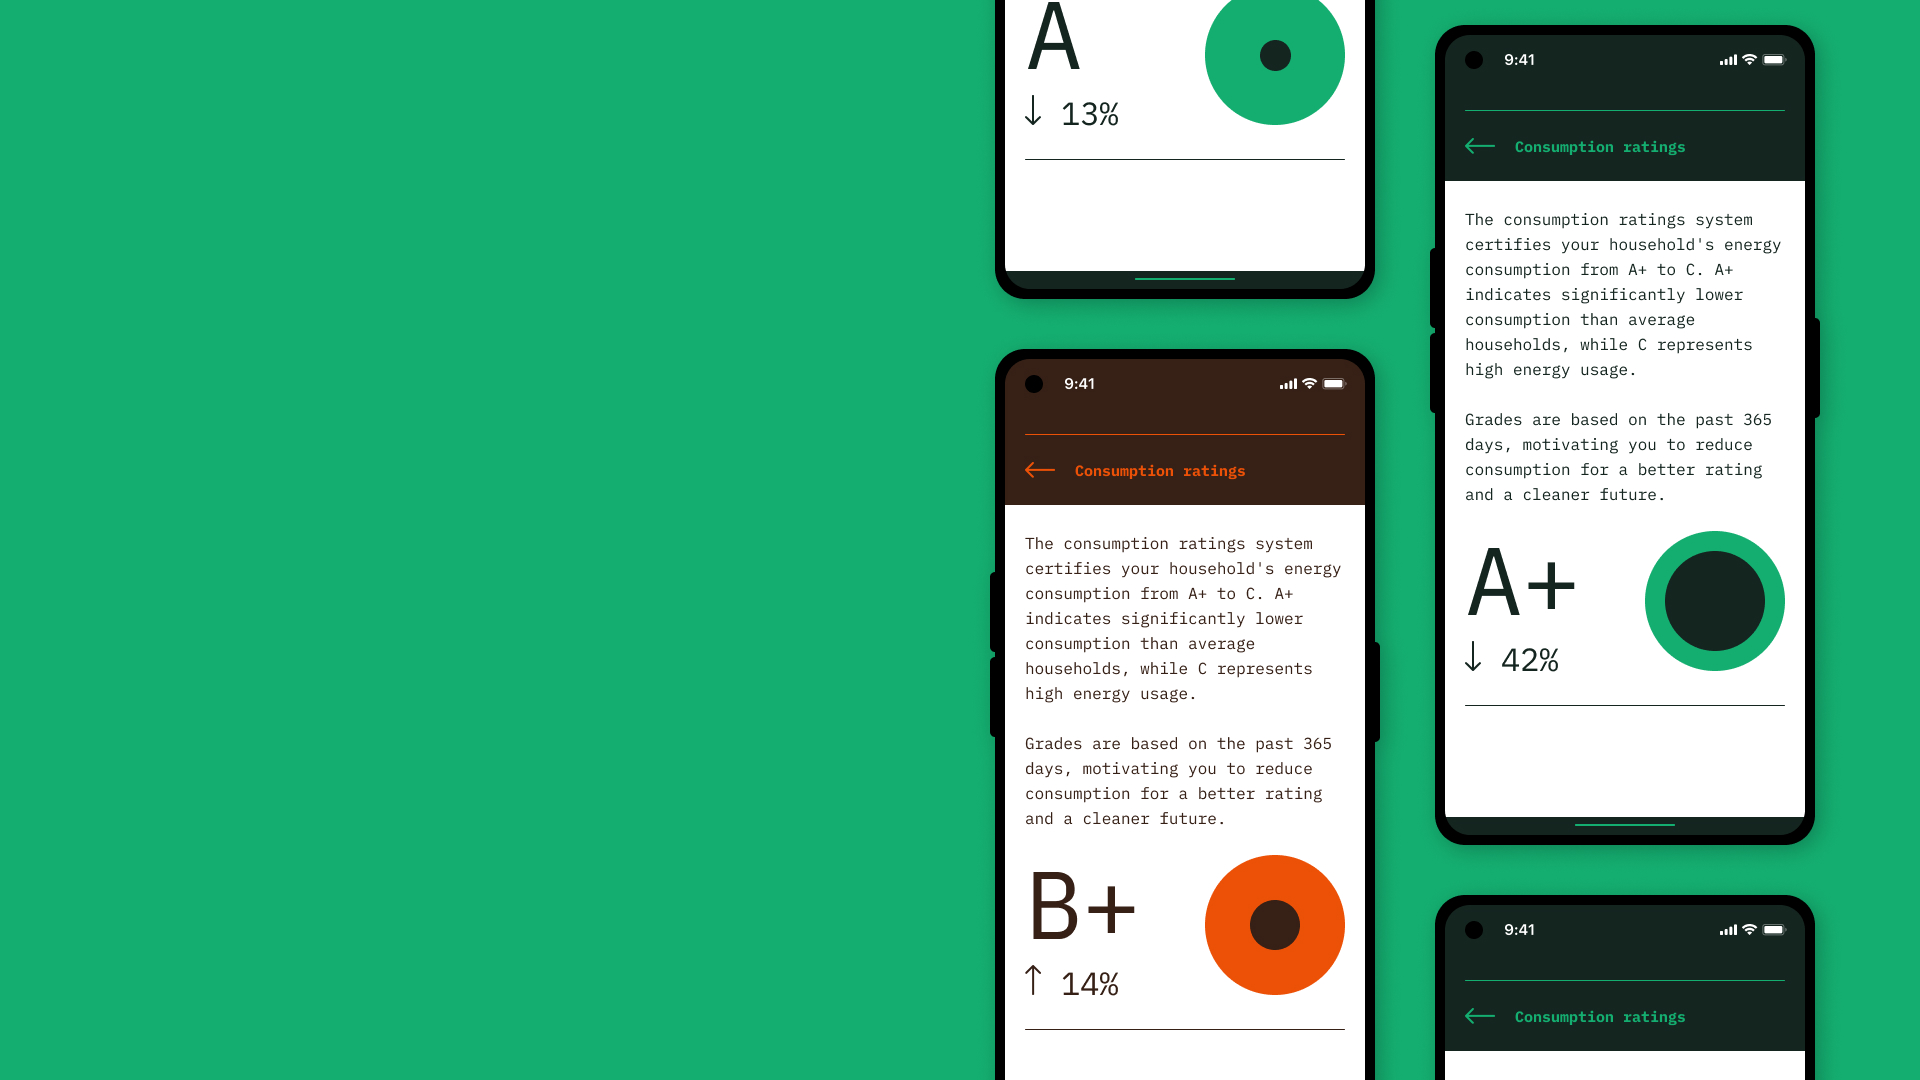 A
13%
9:41
Consumption ratings
The consumption ratings system
certifies your household's energy
consumption from A+ to C. A+
indicates significantly lower
consumption than average
households, while C represents
high energy usage.
Grades are based on the past 365
days, motivating you to reduce
consumption for a better rating
and a cleaner future.
B+
14%
9:41
Consumption ratings
The consumption ratings system
certifies your household's energy
consumption from A+ to C. A+
indicates significantly lower
consumption than average
households, while C represents
high energy usage.
Grades are based on the past 365
days, motivating you to reduce
consumption for a better rating
and a cleaner future.
A+
42%
9:41
Consumption ratings